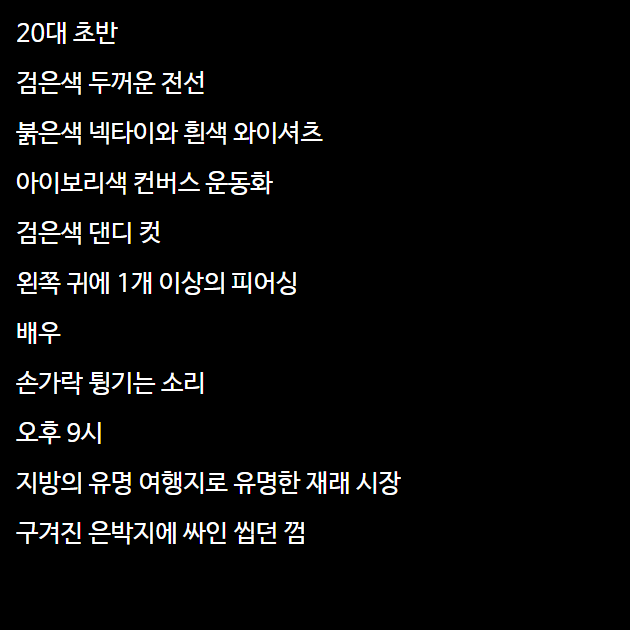 20대 초반
검은색 두꺼운 전선
붉은색 넥타이와 흰색 와이셔츠
아이보리색 컨버스 운동화
검은색 댄디 컷
왼쪽 귀에 1개 이상의 피어싱
배우
손가락 튕기는 소리
오후 9시
지방의 유명 여행지로 유명한 재래 시장
구겨진 은박지에 싸인 씹던 껌